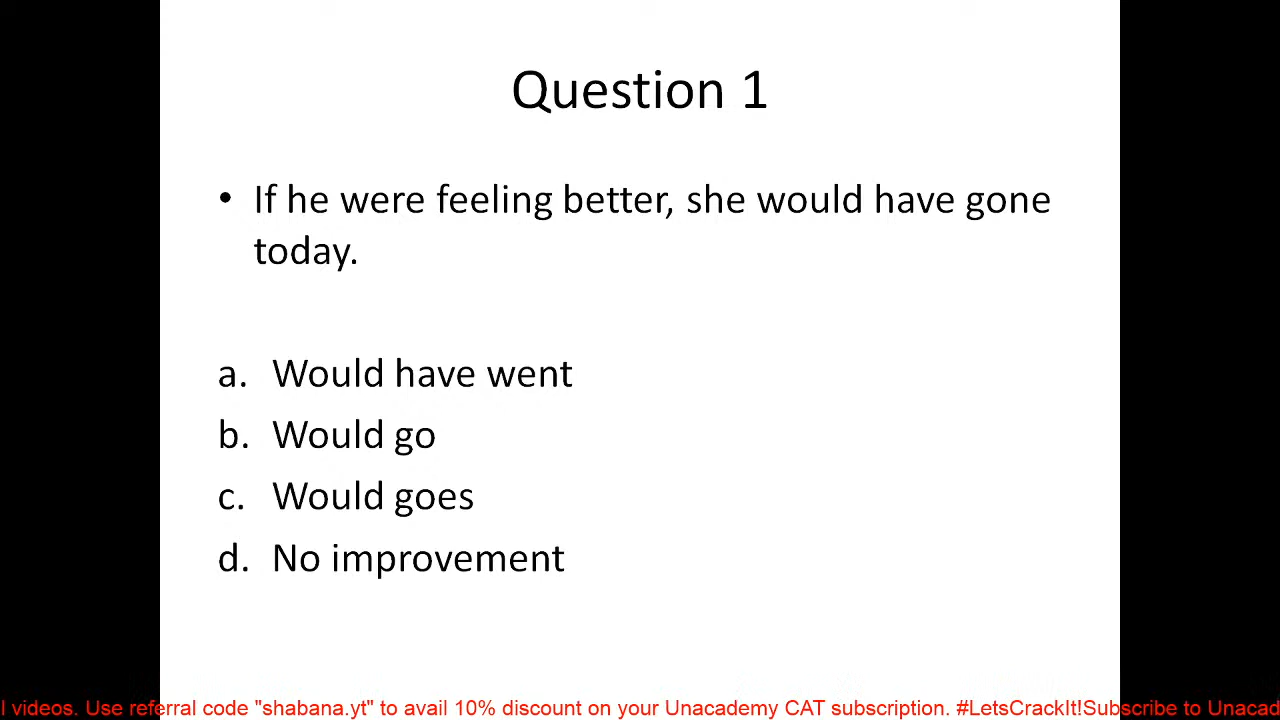 Question 1
• If he were feeling better, she would have gone
today.
a. Would have went
b. Would go
c. Would goes
d. No improvement
l videos. Use referral code "shabana.yt" to avail 10% discount on your Unacademy CAT subscription. #LetsCrackIt!Subscribe to Unacad